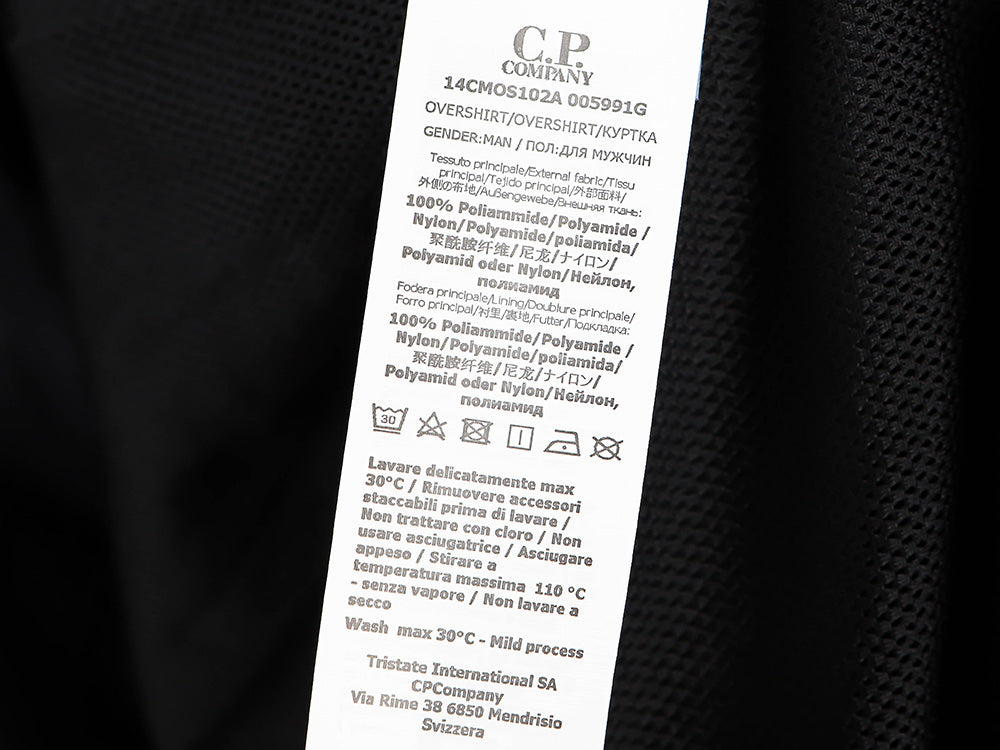 C.P.
COMPANY
14CMOS102A 005991G
OVERSHIRT/OVERSHIRT/КУРТКА
GENDER:MAN / ПОЛ:ДЛЯ МУЖЧИН
Tessuto principale/External fabric/Tissu
principal/Tejido principal/外部面料/
外側の布地/Außengewebe/Внешняя ткань:
100% Poliammide/Polyamide /
Nylon/Polyamide/poliamida/
聚酰胺纤维/尼龙/ナイロン/
Polyamid oder Nylon/Нейлон,
полиамид
Fodera principale/Lining/Doublure principale/
Forro principal/衬里/裏地/Futter/Подкладка:
100% Poliammide/Polyamide /
Nylon/Polyamide/poliamida/
聚酰胺纤维/尼龙/ナイロン/
Polyamid oder Nylon/Нейлон,
полиамид
30
Lavare delicatamente max
30°C / Rimuovere accessori
staccabili prima di lavare /
Non trattare con cloro / Non
usare asciugatrice / Asciugare
appeso / Stirare a
temperatura massima 110 °C
- senza vapore / Non lavare a
secco
Wash max 30°C - Mild process
Tristate International SA
CPCompany
Via Rime 38 6850 Mendrisio
Svizzera